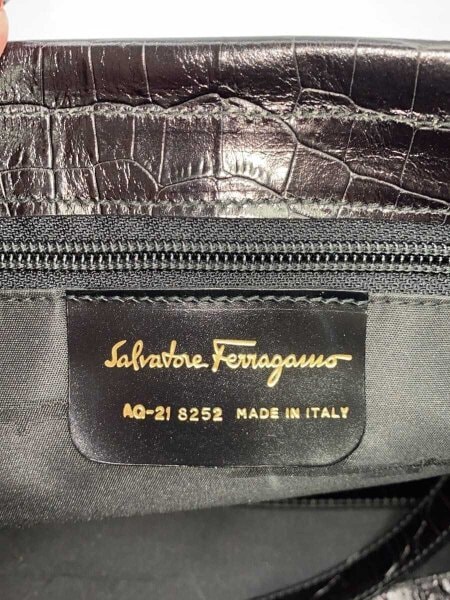 Salvatore Ferragamo
AQ-21 8252 MADE IN ITALY